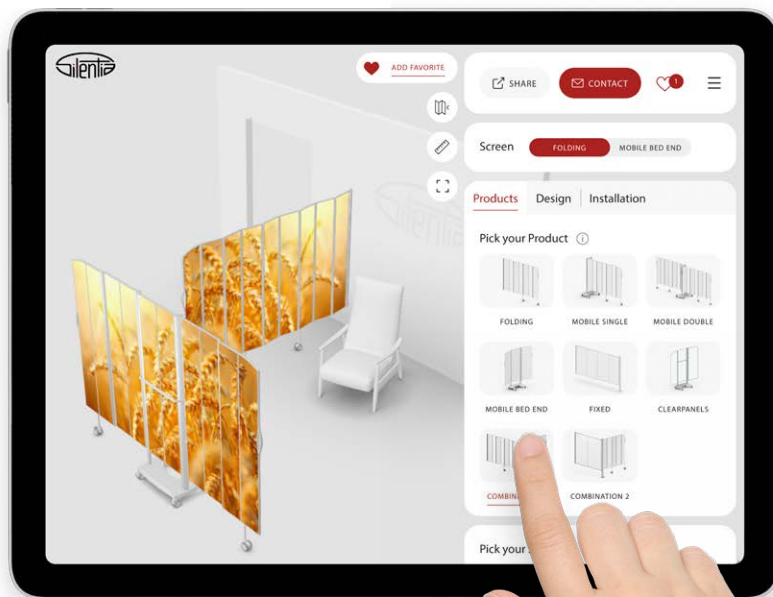 Silentia
ADD FAVORITE
SHARE
CONTACT
1
Screen
FOLDING
MOBILE BED END
Products
Design
Installation
Pick your Product
FOLDING
MOBILE SINGLE
MOBILE DOUBLE
MOBILE BED END
FIXED
CLEARPANELS
COMBINATION 2
Pick your